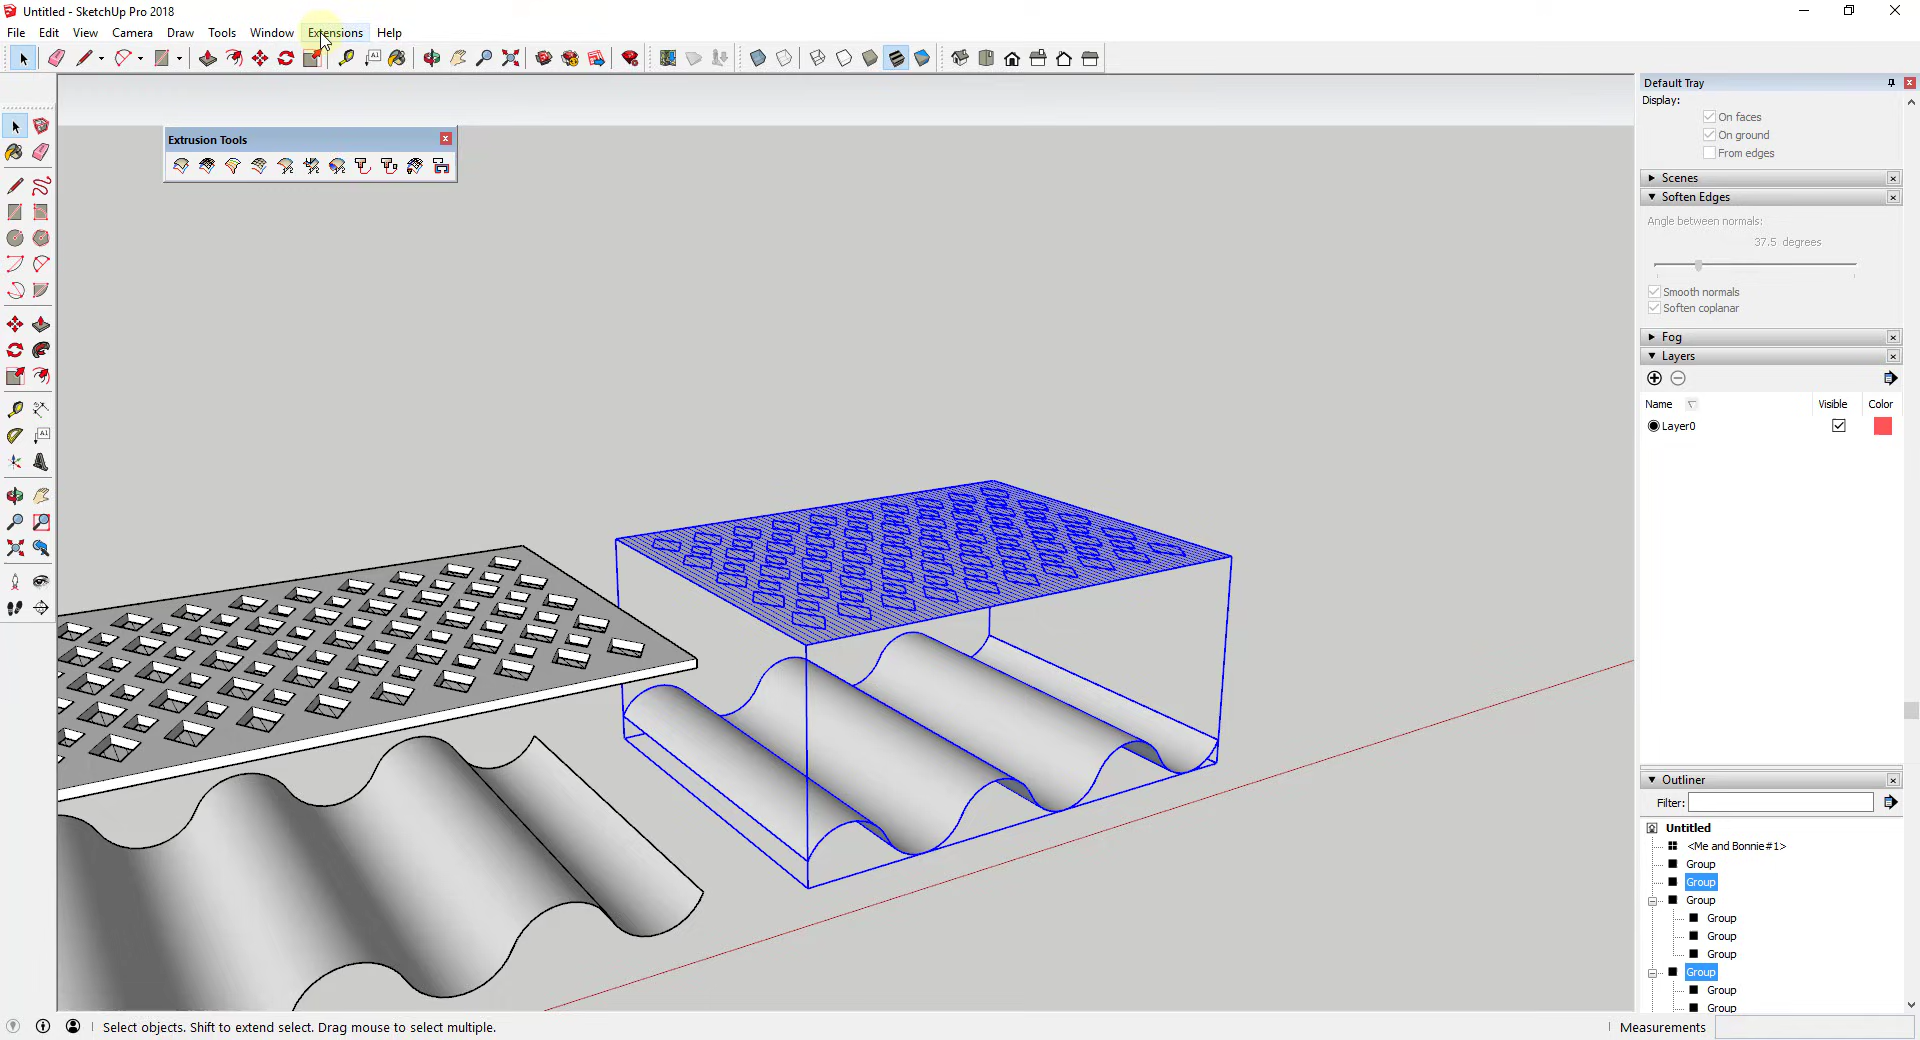 Untitled - SketchUp Pro 2018
File Edit View Camera Draw Tools Window Extensions Help
Default Tray
Display:
On faces
On ground
From edges
Extrusion Tools
Scenes
Soften Edges
Angle between normals:
37.5 degrees
Smooth normals
Soften coplanar
Fog
Layers
Name Visible Color
Layer0
Outliner
Filter:
Untitled
<Me and Bonnie#1>
Group
Group
Group
Group
Group
Group
Group
Group
Group
Select objects. Shift to extend select. Drag mouse to select multiple.
Measurements